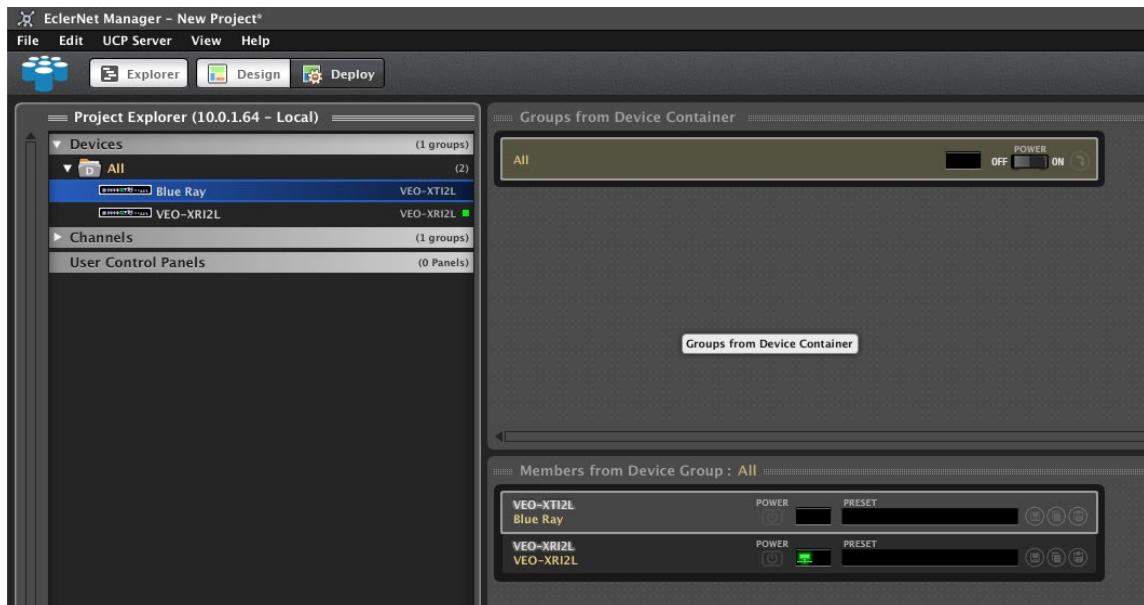 EclerNet Manager - New Project*
File Edit UCP Server View Help
Explorer Design Deploy
Project Explorer (10.0.1.64 - Local)
Devices (1 groups)
D All (2)
Blue Ray VEO-XTI2L
VEO-XRI2L VEO-XRI2L
Channels (1 groups)
User Control Panels (0 Panels)
Groups from Device Container
All
POWER
OFF ON
Groups from Device Container
Members from Device Group : All
VEO-XTI2L POWER PRESET
Blue Ray
VEO-XRI2L POWER PRESET
VEO-XRI2L